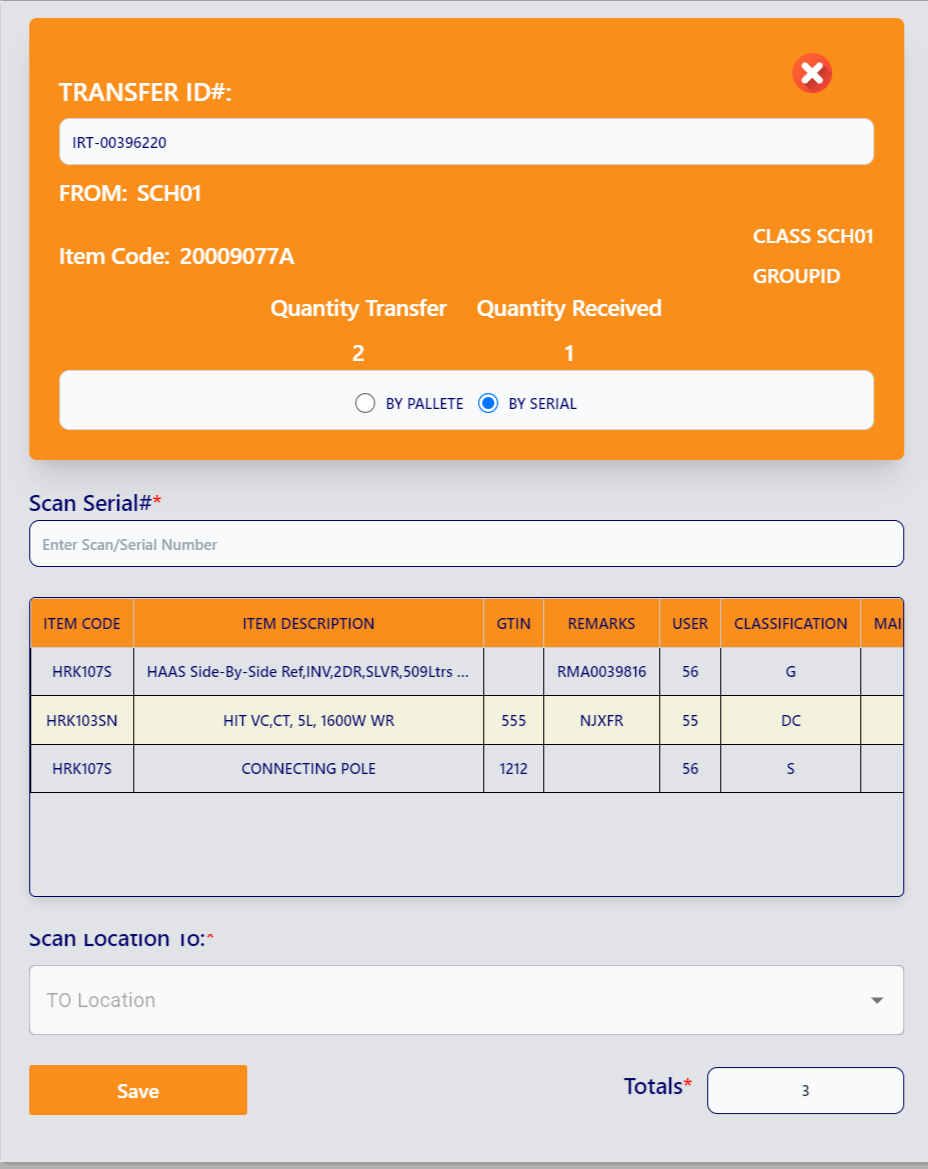 TRANSFER ID#:
IRT-00396220
FROM: SCH01
CLASS SCH01
Item Code: 20009077A
GROUPID
Quantity Transfer Quantity Received
2 1
BY PALLETE BY SERIAL
Scan Serial#*
Enter Scan/Serial Number
ITEM CODE ITEM DESCRIPTION GTIN REMARKS USER CLASSIFICATION MAI
HRK107S HAAS Side-By-Side Ref,INV,2DR,SLVR,509Ltrs ... RMA0039816 56 G
HRK103SN HIT VC,CT, 5L, 1600W WR 555 NJXFR 55 DC
HRK107S CONNECTING POLE 1212 56 S
Scan Location To:*
TO Location
Save Totals* 3